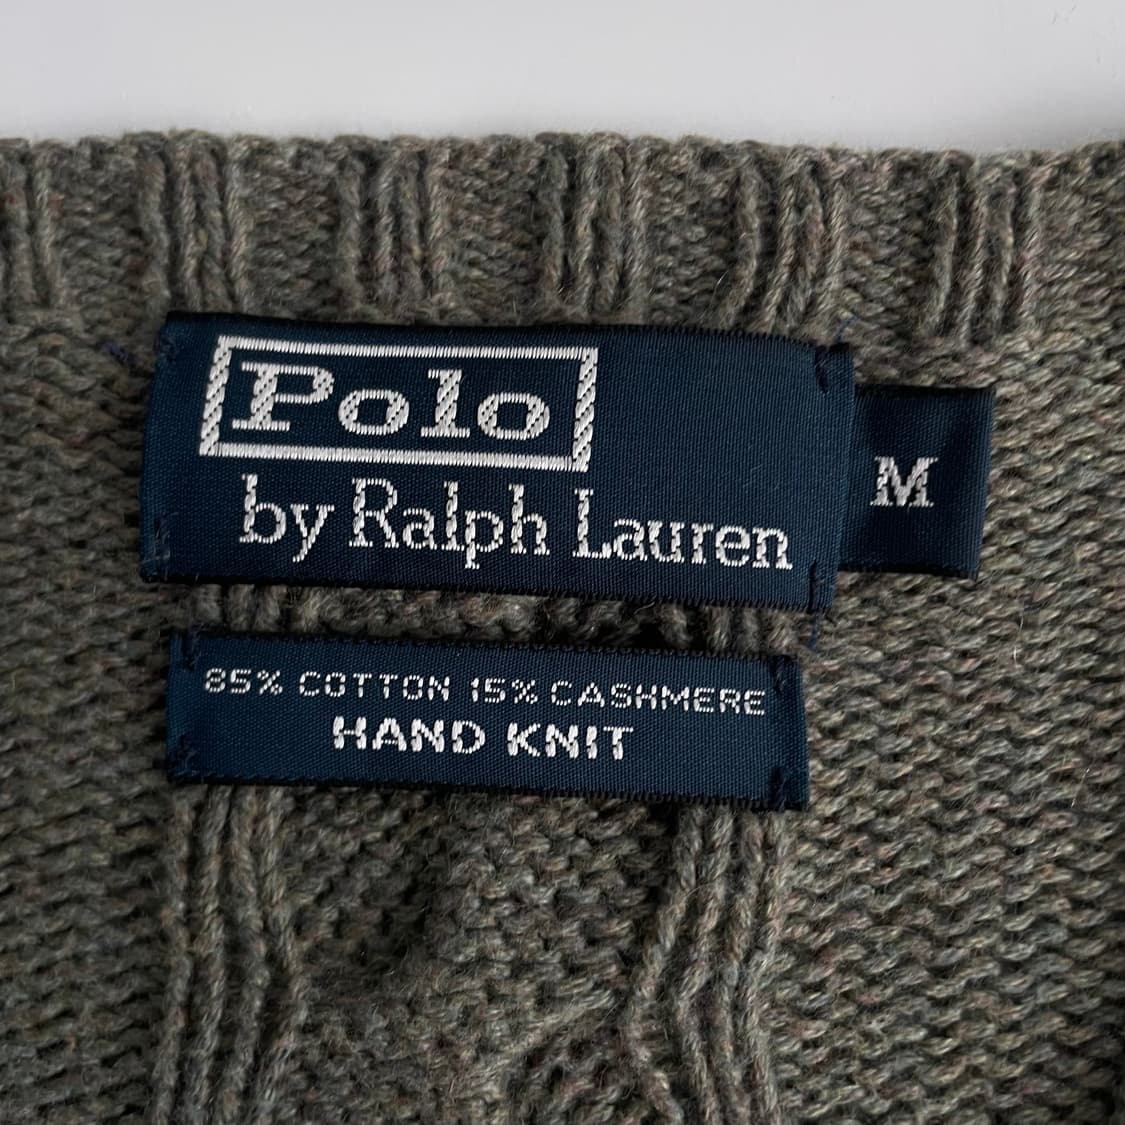 Polo
by Ralph Lauren
M
85% COTTON 15% CASHMERE
HAND KNIT